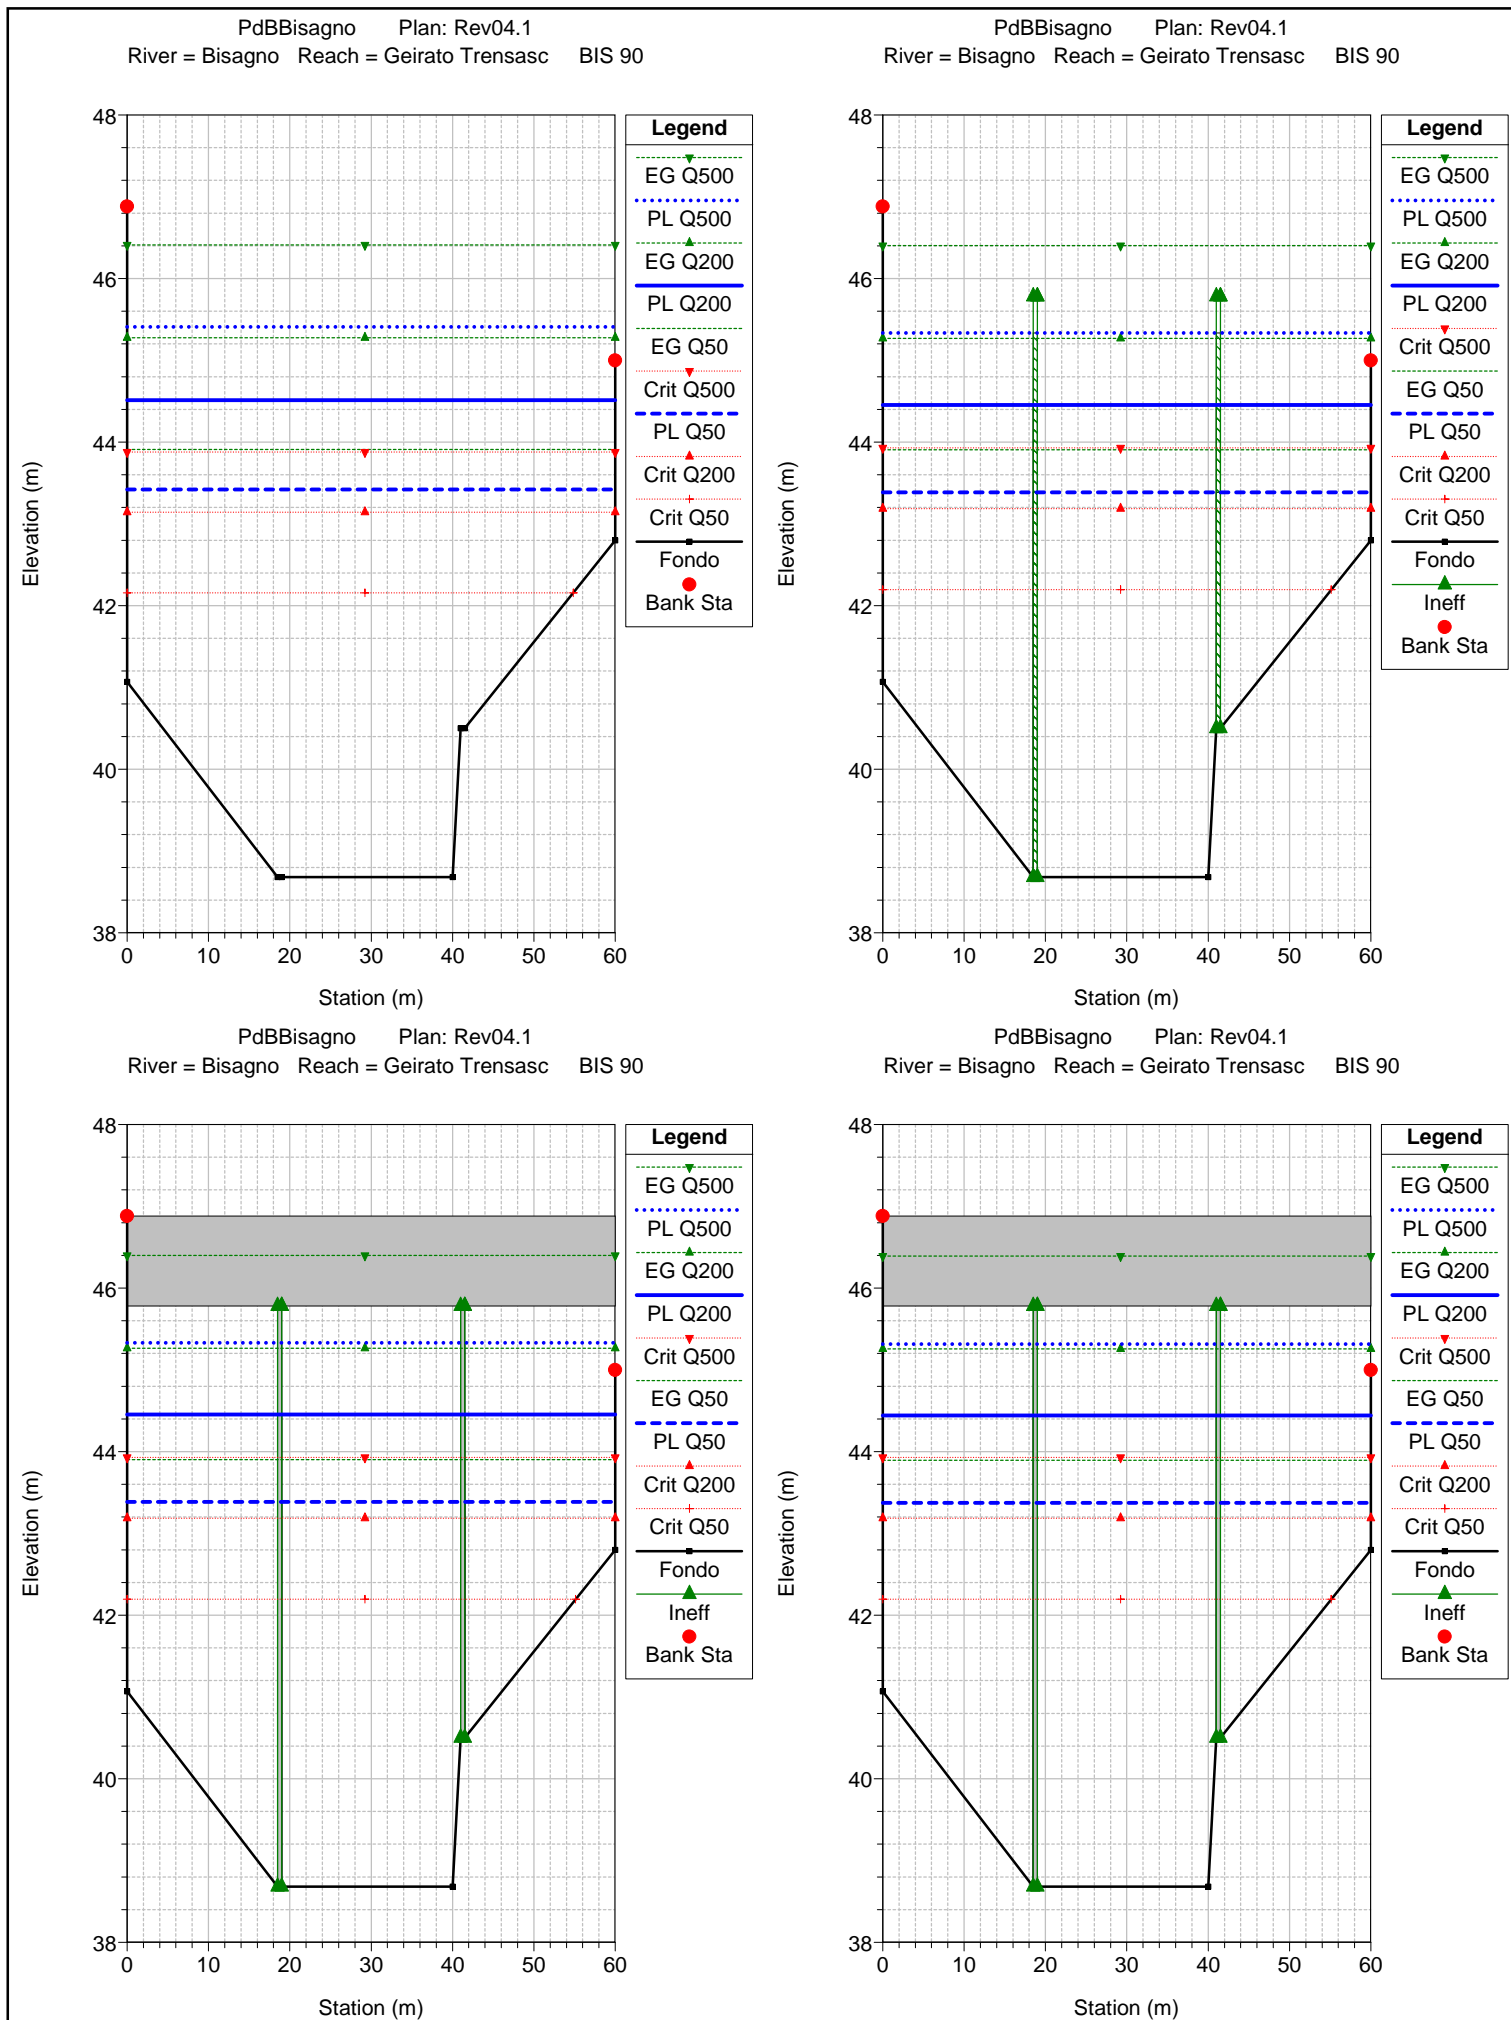 PdBBisagno Plan: Rev04.1
River = Bisagno Reach = Geirato Trensasc BIS 90
48
46
44
42
40
38
Elevation (m)
0 10 20 30 40 50 60
Station (m)
Legend
EG Q500
PL Q500
EG Q200
PL Q200
EG Q50
Crit Q500
PL Q50
Crit Q200
Crit Q50
Fondo
Bank Sta
PdBBisagno Plan: Rev04.1
River = Bisagno Reach = Geirato Trensasc BIS 90
48
46
44
42
40
38
Elevation (m)
0 10 20 30 40 50 60
Station (m)
Legend
EG Q500
PL Q500
EG Q200
PL Q200
Crit Q500
EG Q50
PL Q50
Crit Q200
Crit Q50
Fondo
Ineff
Bank Sta
PdBBisagno Plan: Rev04.1
River = Bisagno Reach = Geirato Trensasc BIS 90
48
46
44
42
40
38
Elevation (m)
0 10 20 30 40 50 60
Station (m)
Legend
EG Q500
PL Q500
EG Q200
PL Q200
Crit Q500
EG Q50
PL Q50
Crit Q200
Crit Q50
Fondo
Ineff
Bank Sta
PdBBisagno Plan: Rev04.1
River = Bisagno Reach = Geirato Trensasc BIS 90
48
46
44
42
40
38
Elevation (m)
0 10 20 30 40 50 60
Station (m)
Legend
EG Q500
PL Q500
EG Q200
PL Q200
Crit Q500
EG Q50
PL Q50
Crit Q200
Crit Q50
Fondo
Ineff
Bank Sta